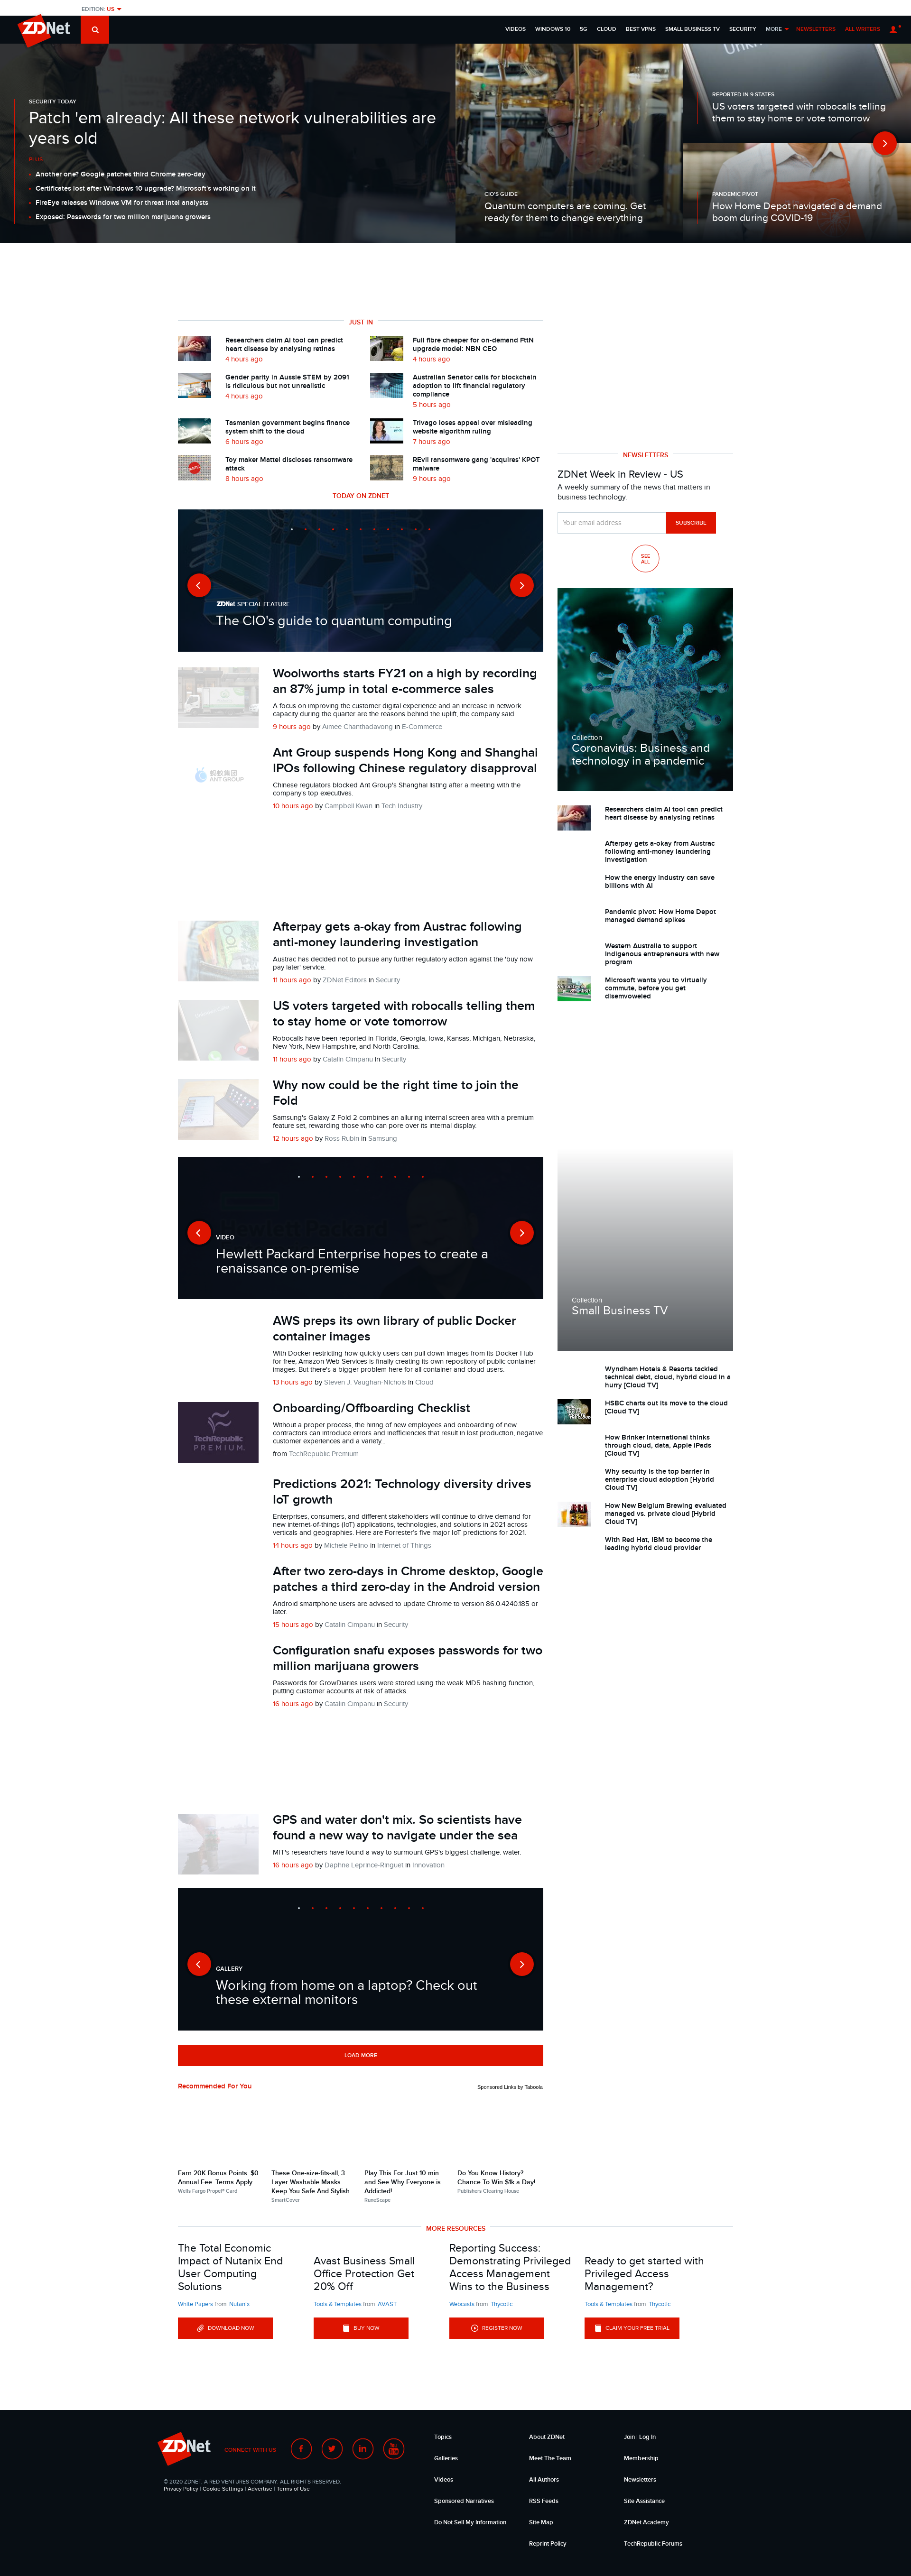 EDITION: US
ZDNet
VIDEOS WINDOWS 10 5G CLOUD BEST VPNS SMALL BUSINESS TV SECURITY MORE NEWSLETTERS ALL WRITERS
SECURITY TODAY
Patch 'em already: All these network vulnerabilities are
years old
PLUS
Another one? Google patches third Chrome zero-day
Certificates lost after Windows 10 upgrade? Microsoft's working on it
FireEye releases Windows VM for threat intel analysts
Exposed: Passwords for two million marijuana growers
CIO'S GUIDE
Quantum computers are coming. Get
ready for them to change everything
REPORTED IN 9 STATES
US voters targeted with robocalls telling
them to stay home or vote tomorrow
PANDEMIC PIVOT
How Home Depot navigated a demand
boom during COVID-19
JUST IN
Researchers claim AI tool can predict
heart disease by analysing retinas
4 hours ago
Full fibre cheaper for on-demand FttN
upgrade model: NBN CEO
4 hours ago
Gender parity in Aussie STEM by 2091
is ridiculous but not unrealistic
4 hours ago
Australian Senator calls for blockchain
adoption to lift financial regulatory
compliance
5 hours ago
Tasmanian government begins finance
system shift to the cloud
6 hours ago
Trivago loses appeal over misleading
website algorithm ruling
7 hours ago
Toy maker Mattel discloses ransomware
attack
8 hours ago
REvil ransomware gang 'acquires' KPOT
malware
9 hours ago
TODAY ON ZDNET
ZDNet SPECIAL FEATURE
The CIO's guide to quantum computing
Woolworths starts FY21 on a high by recording
an 87% jump in total e-commerce sales
A focus on improving the customer digital experience and an increase in network
capacity during the quarter are the reasons behind the uplift, the company said.
9 hours ago by Aimee Chanthadavong in E-Commerce
蚂蚁集团
ANT GROUP
Ant Group suspends Hong Kong and Shanghai
IPOs following Chinese regulatory disapproval
Chinese regulators blocked Ant Group's Shanghai listing after a meeting with the
company's top executives.
10 hours ago by Campbell Kwan in Tech Industry
Afterpay gets a-okay from Austrac following
anti-money laundering investigation
Austrac has decided not to pursue any further regulatory action against the 'buy now
pay later' service.
11 hours ago by ZDNet Editors in Security
US voters targeted with robocalls telling them
to stay home or vote tomorrow
Robocalls have been reported in Florida, Georgia, Iowa, Kansas, Michigan, Nebraska,
New York, New Hampshire, and North Carolina.
11 hours ago by Catalin Cimpanu in Security
Why now could be the right time to join the
Fold
Samsung's Galaxy Z Fold 2 combines an alluring internal screen area with a premium
feature set, rewarding those who can pore over its internal display.
12 hours ago by Ross Rubin in Samsung
Hewlett Packard
VIDEO
Hewlett Packard Enterprise hopes to create a
renaissance on-premise
AWS preps its own library of public Docker
container images
With Docker restricting how quickly users can pull down images from its Docker Hub
for free, Amazon Web Services is finally creating its own repository of public container
images. But there's a bigger problem here for all container and cloud users.
13 hours ago by Steven J. Vaughan-Nichols in Cloud
TechRepublic
PREMIUM.
Onboarding/Offboarding Checklist
Without a proper process, the hiring of new employees and onboarding of new
contractors can introduce errors and inefficiencies that result in lost production, negative
customer experiences and a variety...
from TechRepublic Premium
Predictions 2021: Technology diversity drives
IoT growth
Enterprises, consumers, and different stakeholders will continue to drive demand for
new internet-of-things (IoT) applications, technologies, and solutions in 2021 across
verticals and geographies. Here are Forrester's five major IoT predictions for 2021.
14 hours ago by Michele Pelino in Internet of Things
After two zero-days in Chrome desktop, Google
patches a third zero-day in the Android version
Android smartphone users are advised to update Chrome to version 86.0.4240.185 or
later.
15 hours ago by Catalin Cimpanu in Security
Configuration snafu exposes passwords for two
million marijuana growers
Passwords for GrowDiaries users were stored using the weak MD5 hashing function,
putting customer accounts at risk of attacks.
16 hours ago by Catalin Cimpanu in Security
GPS and water don't mix. So scientists have
found a new way to navigate under the sea
MIT's researchers have found a way to surmount GPS's biggest challenge: water.
16 hours ago by Daphne Leprince-Ringuet in Innovation
GALLERY
Working from home on a laptop? Check out
these external monitors
LOAD MORE
NEWSLETTERS
ZDNet Week in Review - US
A weekly summary of the news that matters in
business technology.
Your email address
SUBSCRIBE
SEE
ALL
Collection
Coronavirus: Business and
technology in a pandemic
Researchers claim AI tool can predict
heart disease by analysing retinas
Afterpay gets a-okay from Austrac
following anti-money laundering
investigation
How the energy industry can save
billions with AI
Pandemic pivot: How Home Depot
managed demand spikes
Western Australia to support
Indigenous entrepreneurs with new
program
Microsoft wants you to virtually
commute, before you get
disemvoweled
Collection
Small Business TV
Wyndham Hotels & Resorts tackled
technical debt, cloud, hybrid cloud in a
hurry [Cloud TV]
HSBC charts out its move to the cloud
[Cloud TV]
How Brinker International thinks
through cloud, data, Apple iPads
[Cloud TV]
Why security is the top barrier in
enterprise cloud adoption [Hybrid
Cloud TV]
How New Belgium Brewing evaluated
managed vs. private cloud [Hybrid
Cloud TV]
With Red Hat, IBM to become the
leading hybrid cloud provider
Recommended For You
Sponsored Links by Taboola
Earn 20K Bonus Points. $0
Annual Fee. Terms Apply.
Wells Fargo Propel® Card
These One-size-fits-all, 3
Layer Washable Masks
Keep You Safe And Stylish
SmartCover
Play This For Just 10 min
and See Why Everyone is
Addicted!
RuneScape
Do You Know History?
Chance To Win $1k a Day!
Publishers Clearing House
MORE RESOURCES
The Total Economic
Impact of Nutanix End
User Computing
Solutions
White Papers from Nutanix
DOWNLOAD NOW
Avast Business Small
Office Protection Get
20% Off
Tools & Templates from AVAST
BUY NOW
Reporting Success:
Demonstrating Privileged
Access Management
Wins to the Business
Webcasts from Thycotic
REGISTER NOW
Ready to get started with
Privileged Access
Management?
Tools & Templates from Thycotic
CLAIM YOUR FREE TRIAL
ZDNet
CONNECT WITH US
© 2020 ZDNET, A RED VENTURES COMPANY. ALL RIGHTS RESERVED.
Privacy Policy | Cookie Settings | Advertise | Terms of Use
Topics
Galleries
Videos
Sponsored Narratives
Do Not Sell My Information
About ZDNet
Meet The Team
All Authors
RSS Feeds
Site Map
Reprint Policy
Join | Log In
Membership
Newsletters
Site Assistance
ZDNet Academy
TechRepublic Forums